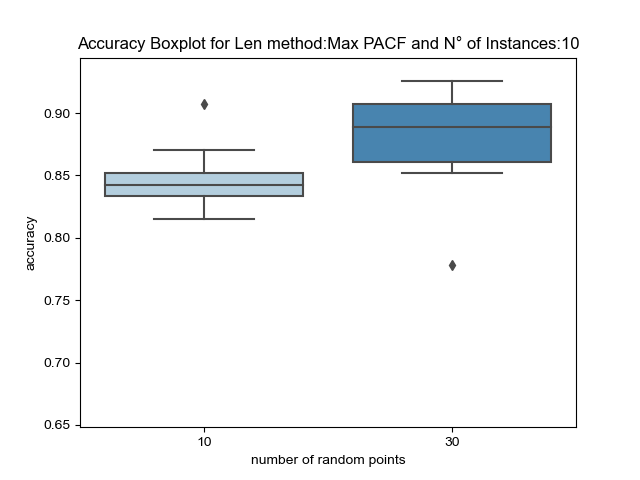 Accuracy Boxplot for Len method:Max PACF and N° of Instances:10
0.90
0.85
0.80
0.75
0.70
0.65
accuracy
10
30
number of random points